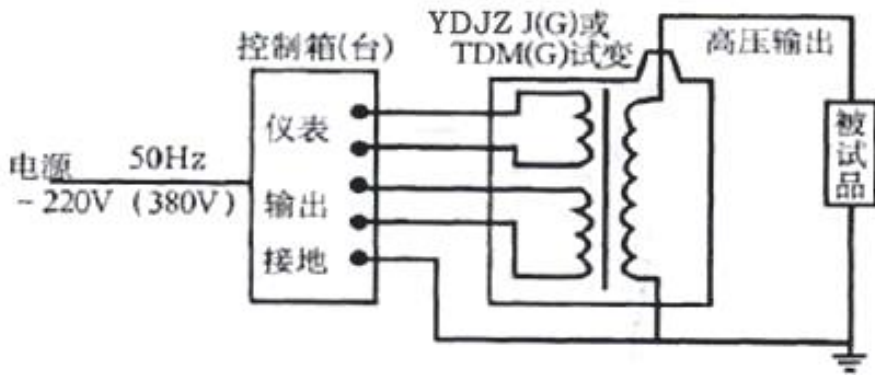 YDJZ J(G)或
TDM(G)试变
控制箱(台)
高压输出
仪表
电源
50Hz
~220V (380V)
输出
接地
被试品